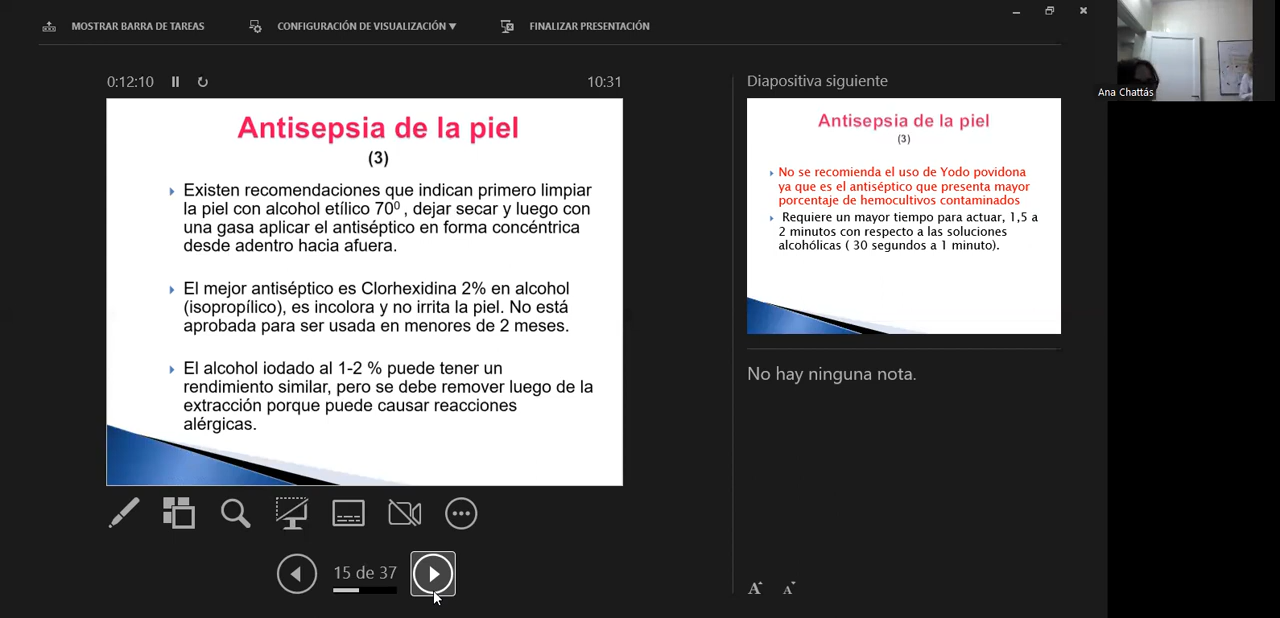 MOSTRAR BARRA DE TAREAS
CONFIGURACIÓN DE VISUALIZACIÓN ▼
FINALIZAR PRESENTACIÓN
0:12:10
10:31
Antisepsia de la piel
(3)
Existen recomendaciones que indican primero limpiar
la piel con alcohol etílico 70⁰ , dejar secar y luego con
una gasa aplicar el antiséptico en forma concéntrica
desde adentro hacia afuera.
El mejor antiséptico es Clorhexidina 2% en alcohol
(isopropílico), es incolora y no irrita la piel. No está
aprobada para ser usada en menores de 2 meses.
El alcohol iodado al 1-2 % puede tener un
rendimiento similar, pero se debe remover luego de la
extracción porque puede causar reacciones
alérgicas.
15 de 37
Diapositiva siguiente
Antisepsia de la piel
(3)
No se recomienda el uso de Yodo povidona
ya que es el antiséptico que presenta mayor
porcentaje de hemocultivos contaminados
Requiere un mayor tiempo para actuar, 1,5 a
2 minutos con respecto a las soluciones
alcohólicas ( 30 segundos a 1 minuto).
No hay ninguna nota.
A A
Ana Chattás